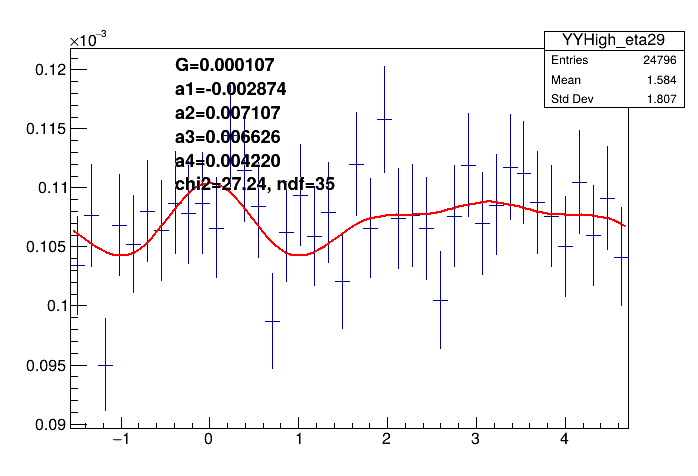 ×10⁻³
YYHigh_eta29
Entries 24796
Mean 1.584
Std Dev 1.807
G=0.000107
a1=-0.002874
a2=0.007107
a3=0.006626
a4=0.004220
chi2=27.24, ndf=35
0.12
0.115
0.11
0.105
0.1
0.095
0.09
−1 0 1 2 3 4